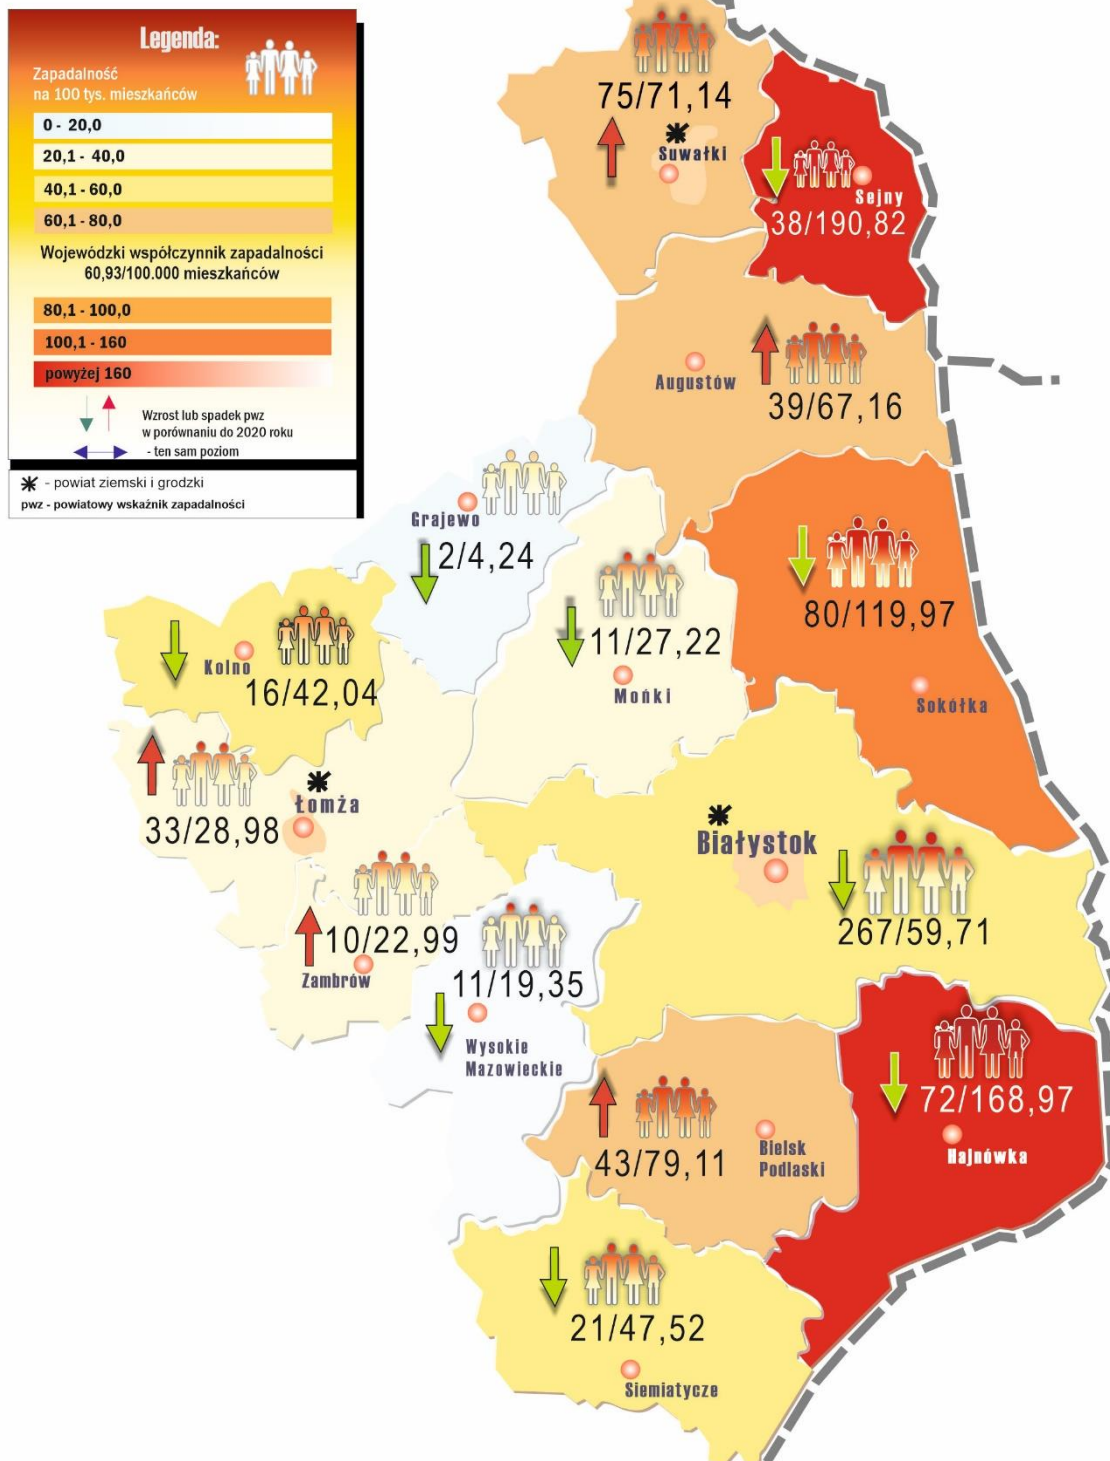 Legenda:
Zapadalność
na 100 tys. mieszkańców
0 - 20,0
20,1 - 40,0
40,1 - 60,0
60,1 - 80,0
Wojewódzki współczynnik zapadalności
60,93/100.000 mieszkańców
80,1 - 100,0
100,1 - 160
powyżej 160
Wzrost lub spadek pwz
w porównaniu do 2020 roku
- ten sam poziom
- powiat ziemski i grodzki
pwz - powiatowy wskaźnik zapadalności
75/71,14
Suwałki
Sejny
38/190,82
Augustów
39/67,16
Grajewo
2/4,24
80/119,97
Sokółka
11/27,22
Mońki
Kolno
16/42,04
33/28,98
Łomża
Białystok
267/59,71
10/22,99
Zambrów
11/19,35
Wysokie
Mazowieckie
72/168,97
Hajnówka
43/79,11
Bielsk
Podlaski
21/47,52
Siemiatycze